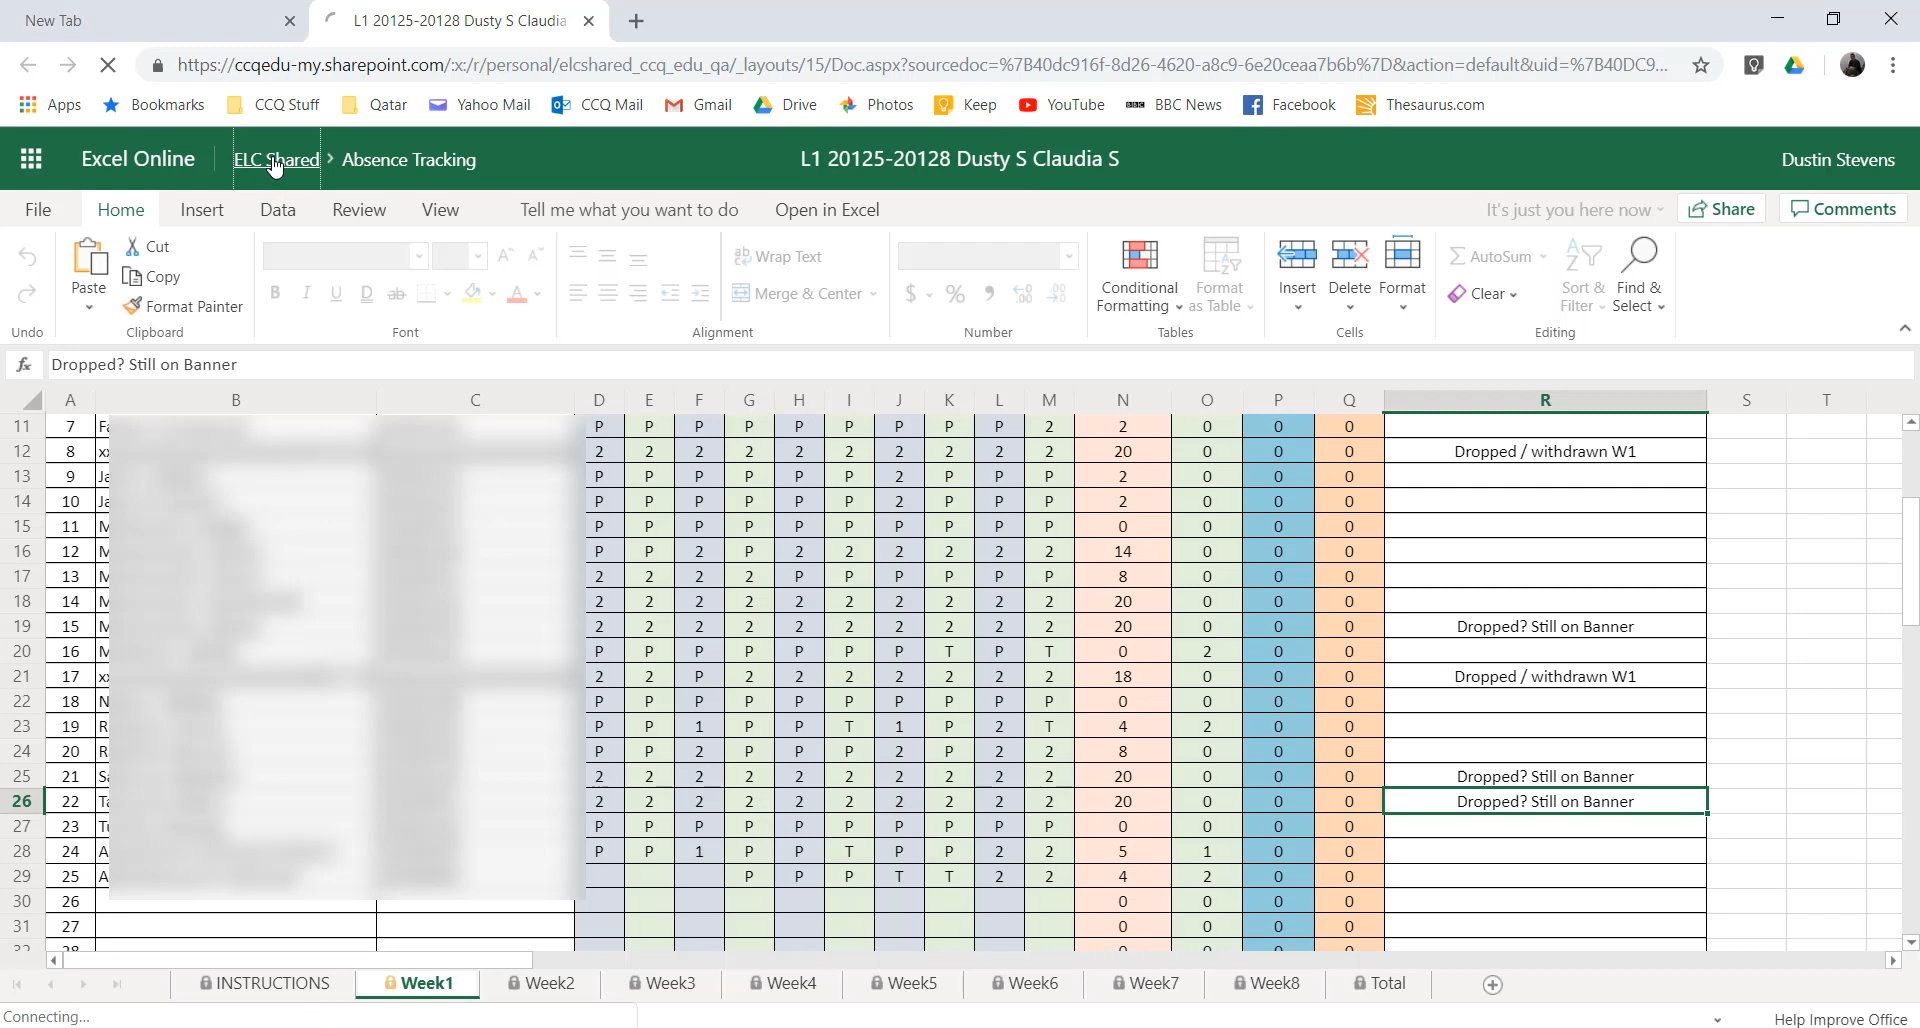 New Tab
L1 20125-20128 Dusty S Claudia
https://ccqedu-my.sharepoint.com/:x:/r/personal/elcshared_ccq_edu_qa/_layouts/15/Doc.aspx?sourcedoc=%7B40dc916f-8d26-4620-a8c9-6e20ceaa7b6b%7D&action=default&uid=%7B40DC9...
Apps Bookmarks CCQ Stuff Qatar Yahoo Mail CCQ Mail Gmail Drive Photos Keep YouTube BBC News Facebook Thesaurus.com
Excel Online ELC Shared > Absence Tracking L1 20125-20128 Dusty S Claudia S Dustin Stevens
File Home Insert Data Review View Tell me what you want to do Open in Excel It's just you here now Share Comments
Cut
Copy
Format Painter
Paste
Undo Clipboard
B I U D ab A
Font
Wrap Text
Merge & Center
Alignment
$ % 9
Number
Conditional Formatting
Format as Table
Tables
Insert Delete Format
Cells
AutoSum
Clear
Sort & Filter
Find & Select
Editing
fx Dropped? Still on Banner
A B C D E F G H I J K L M N O P Q R S T
11 7 P P P P P P P P P 2 2 0 0 0
12 8 2 2 2 2 2 2 2 2 2 2 20 0 0 0 Dropped / withdrawn W1
13 9 P P P P P P 2 P P P 2 0 0 0
14 10 P P P P P P 2 P P P 2 0 0 0
15 11 P P P P P P P P P P 0 0 0 0
16 12 P P 2 P 2 2 2 2 2 2 14 0 0 0
17 13 2 2 2 2 P P P P P P 8 0 0 0
18 14 2 2 2 2 2 2 2 2 2 2 20 0 0 0
19 15 2 2 2 2 2 2 2 2 2 2 20 0 0 0 Dropped? Still on Banner
20 16 P P P P P P P T P T 0 2 0 0
21 17 2 2 P 2 2 2 2 2 2 2 18 0 0 0 Dropped / withdrawn W1
22 18 P P P P P P P P P P 0 0 0 0
23 19 P P 1 P P T 1 P 2 T 4 2 0 0
24 20 P P 2 P P P 2 P 2 2 8 0 0 0
25 21 2 2 2 2 2 2 2 2 2 2 20 0 0 0 Dropped? Still on Banner
26 22 2 2 2 2 2 2 2 2 2 2 20 0 0 0 Dropped? Still on Banner
27 23 P P P P P P P P P P 0 0 0 0
28 24 P P 1 P P T P P 2 2 5 1 0 0
29 25 P P P T T 2 2 4 2 0 0
30 26 0 0 0 0
31 27 0 0 0 0
INSTRUCTIONS Week1 Week2 Week3 Week4 Week5 Week6 Week7 Week8 Total
Connecting... Help Improve Office